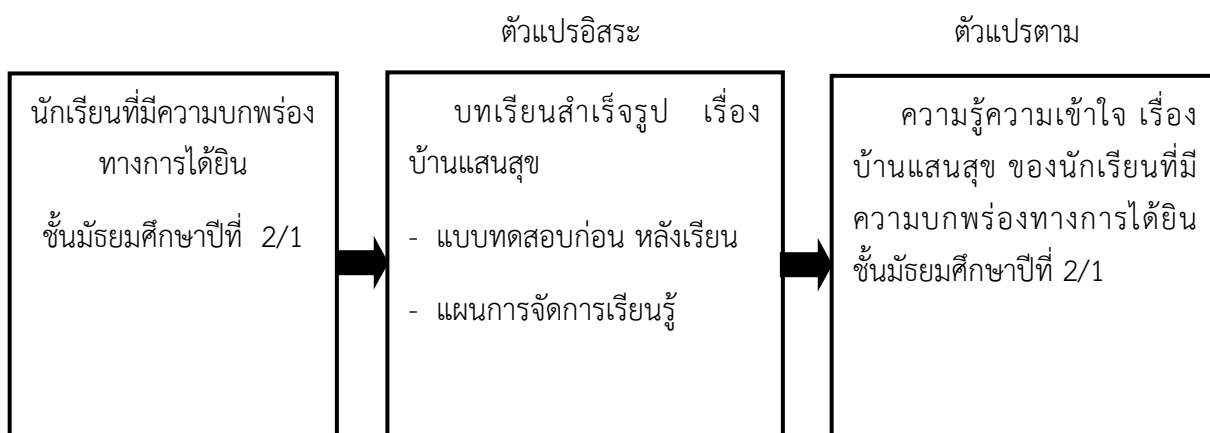 ตัวแปรอิสระ
ตัวแปรตาม
นักเรียนที่มีความบกพร่อง
ทางการได้ยิน
ชั้นมัธยมศึกษาปีที่ 2/1
บทเรียนสำเร็จรูป เรื่อง
บ้านแสนสุข
- แบบทดสอบก่อน หลังเรียน
- แผนการจัดการเรียนรู้
ความรู้ความเข้าใจ เรื่อง
บ้านแสนสุข ของนักเรียนที่มี
ความบกพร่องทางการได้ยิน
ชั้นมัธยมศึกษาปีที่ 2/1